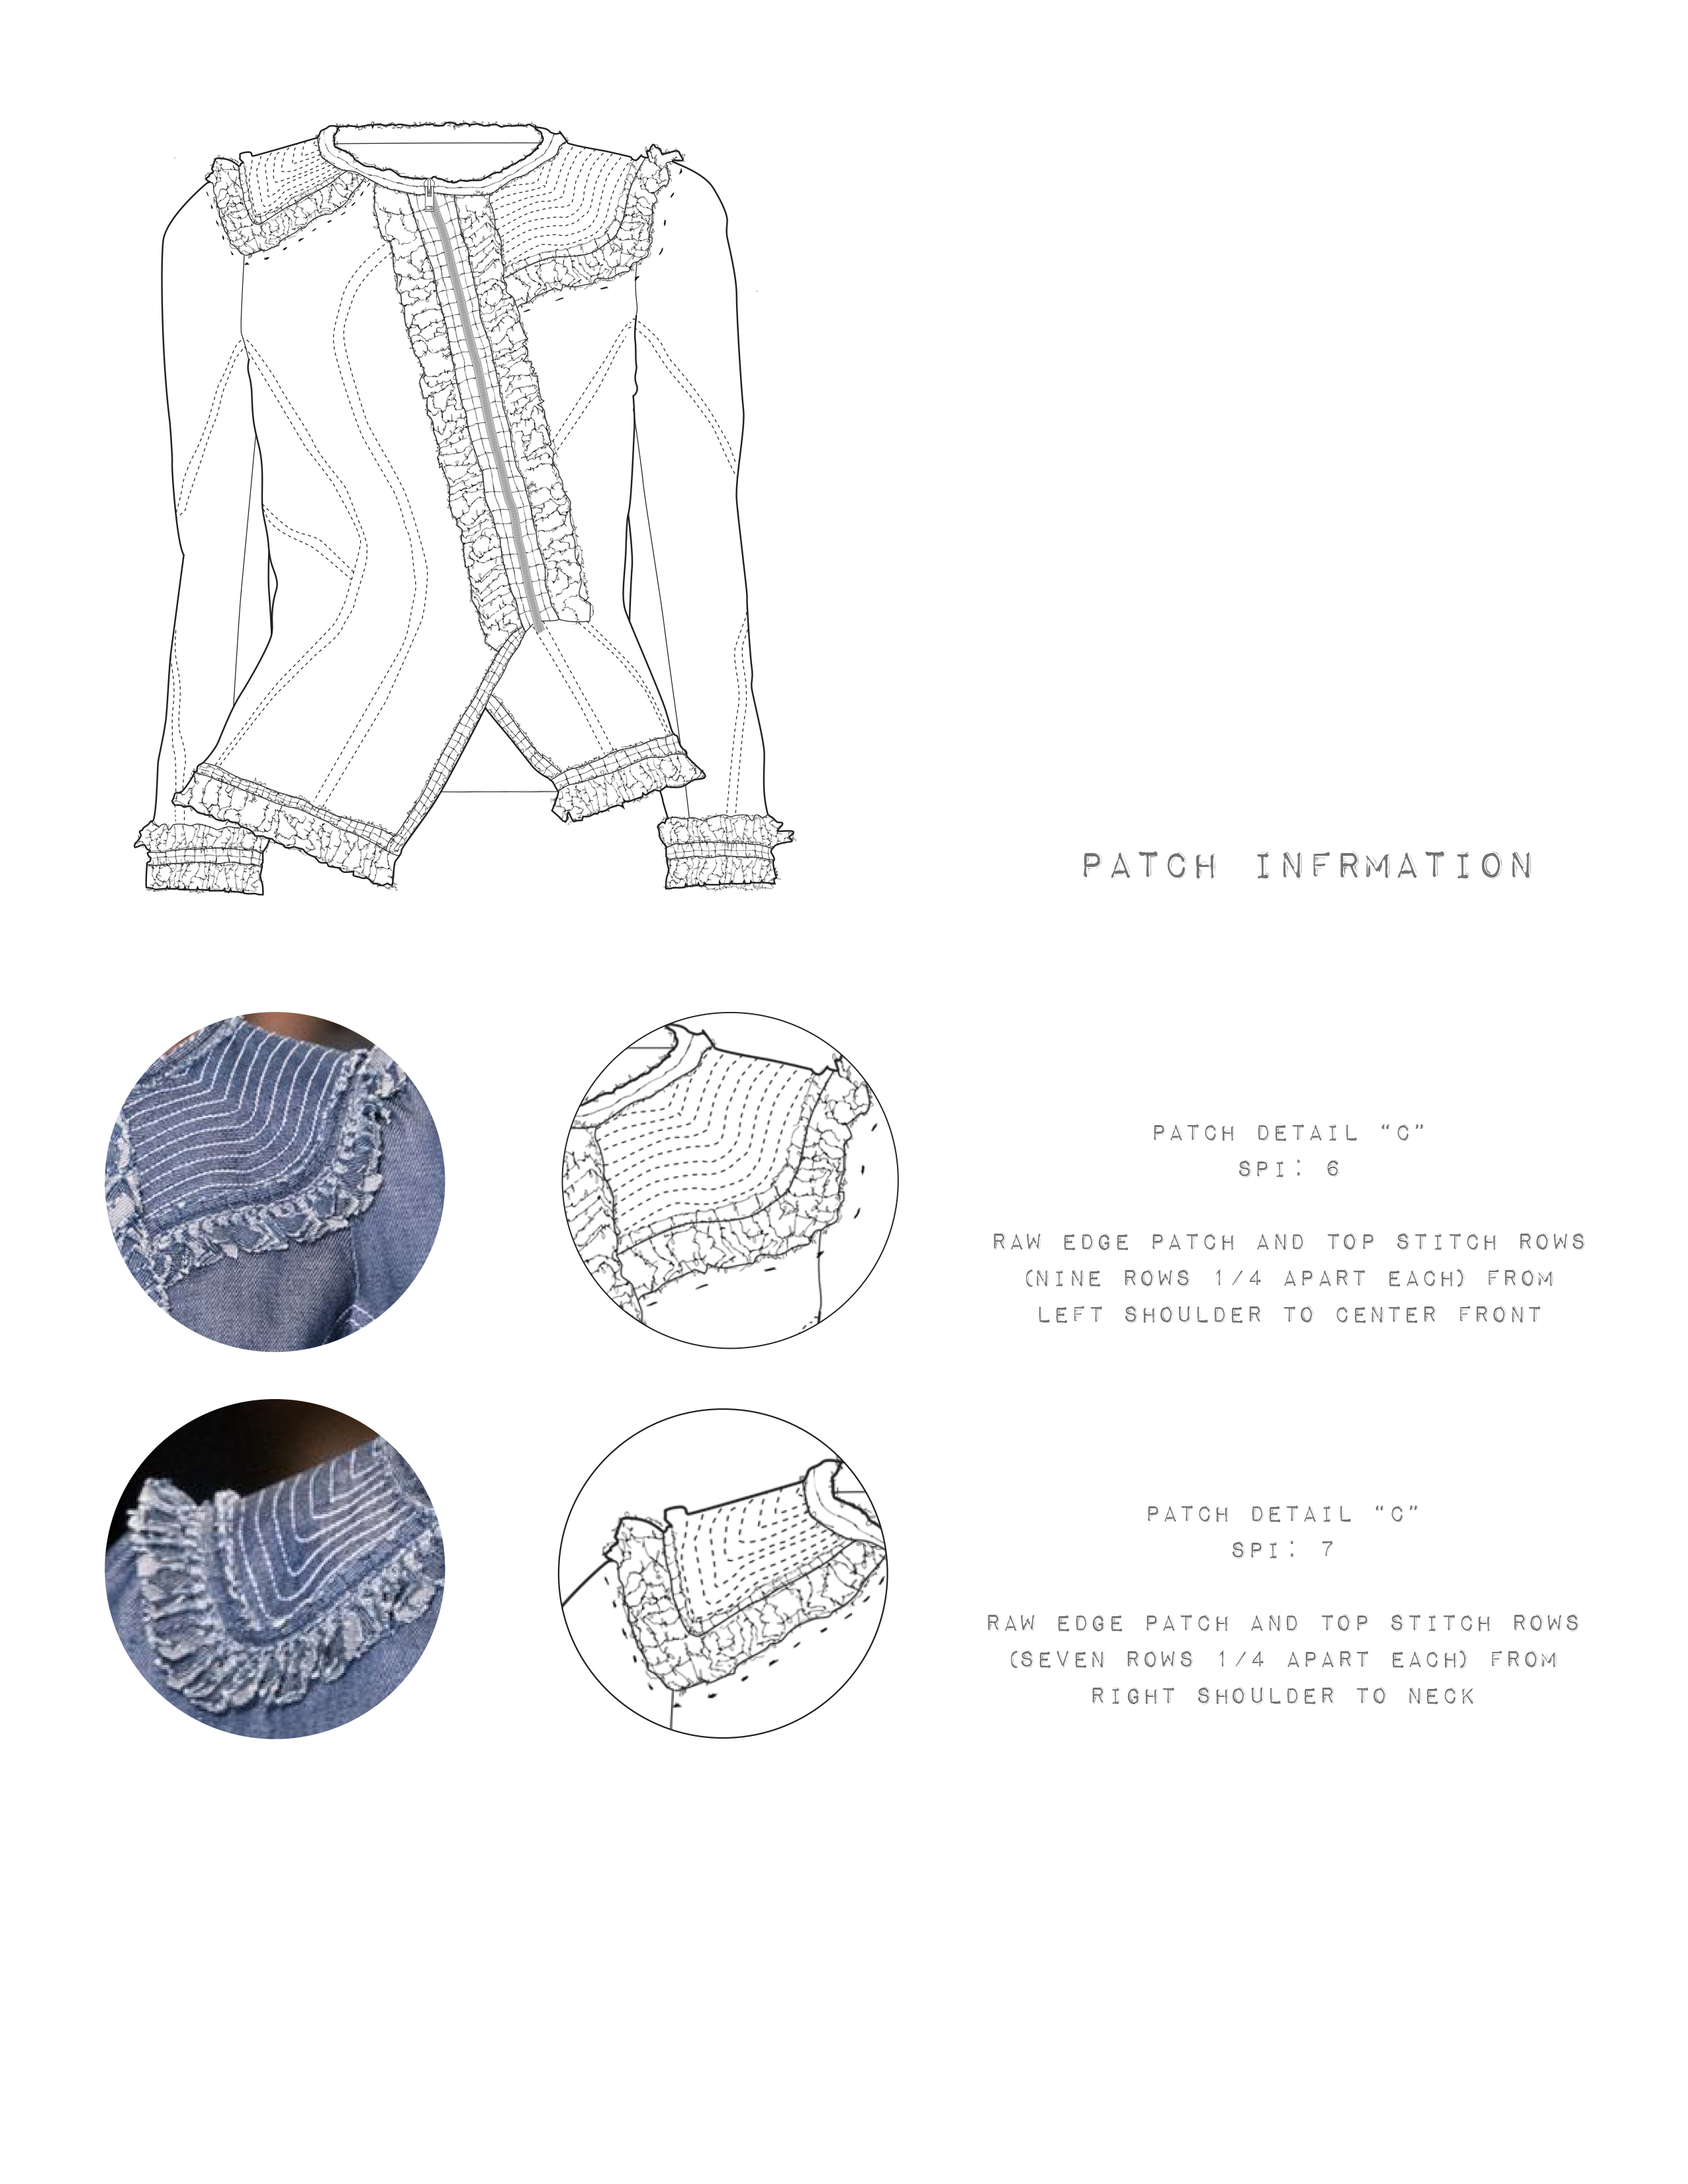 PATCH INFRMATION
PATCH DETAIL “C”
SPI: 6
RAW EDGE PATCH AND TOP STITCH ROWS
(NINE ROWS 1/4 APART EACH) FROM
LEFT SHOULDER TO CENTER FRONT
PATCH DETAIL “C”
SPI: 7
RAW EDGE PATCH AND TOP STITCH ROWS
(SEVEN ROWS 1/4 APART EACH) FROM
RIGHT SHOULDER TO NECK